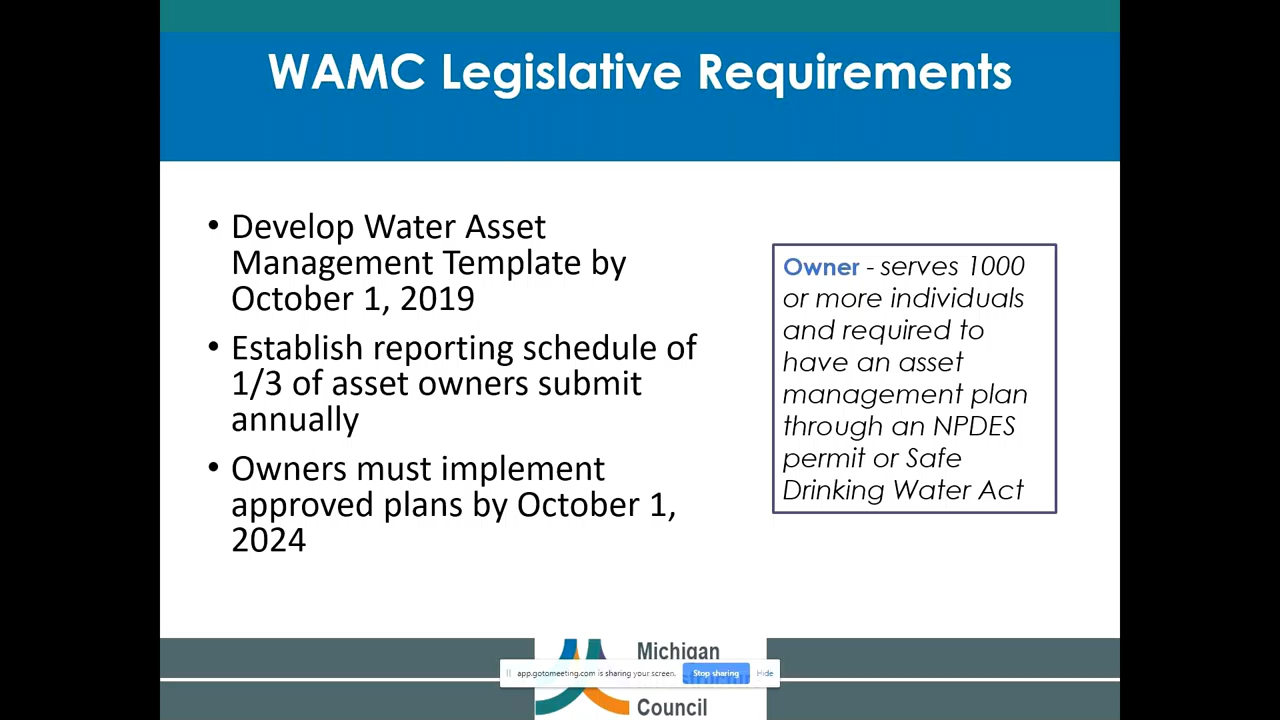 WAMC Legislative Requirements
• Develop Water Asset
Management Template by
October 1, 2019
• Establish reporting schedule of
1/3 of asset owners submit
annually
• Owners must implement
approved plans by October 1,
2024
Owner - serves 1000
or more individuals
and required to
have an asset
management plan
through an NPDES
permit or Safe
Drinking Water Act
Michigan
app.gotomeeting.com is sharing your screen.
Stop sharing
Hide
Council